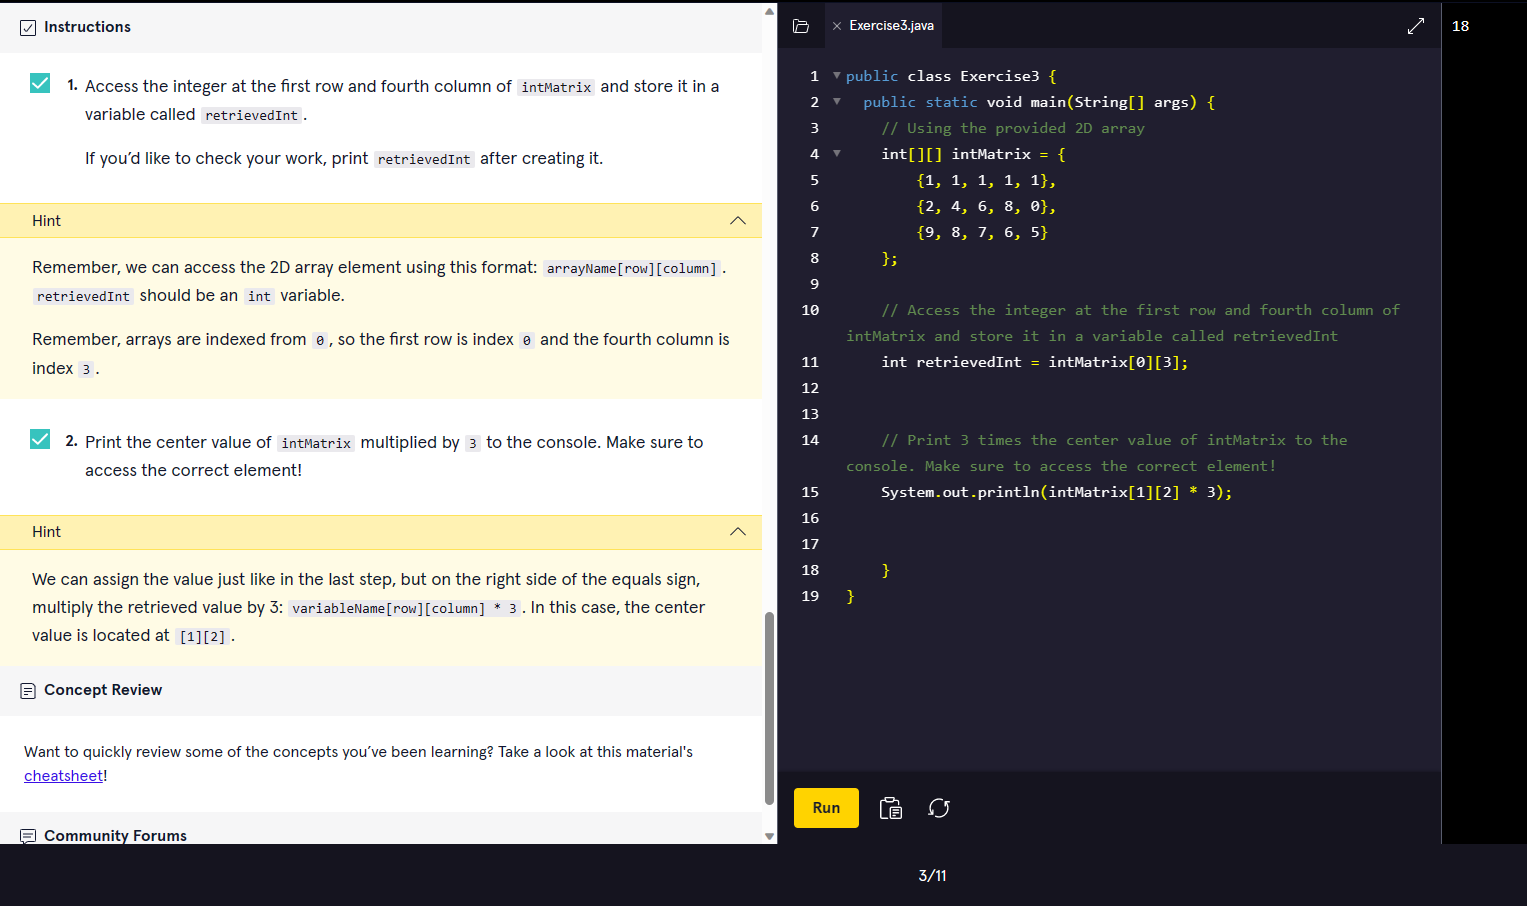 Instructions
1. Access the integer at the first row and fourth column of intMatrix and store it in a
variable called retrievedInt.
If you’d like to check your work, print retrievedInt after creating it.
Hint
Remember, we can access the 2D array element using this format: arrayName[row][column].
retrievedInt should be an int variable.
Remember, arrays are indexed from 0, so the first row is index 0 and the fourth column is
index 3.
2. Print the center value of intMatrix multiplied by 3 to the console. Make sure to
access the correct element!
Hint
We can assign the value just like in the last step, but on the right side of the equals sign,
multiply the retrieved value by 3: variableName[row][column] * 3. In this case, the center
value is located at [1][2].
Concept Review
Want to quickly review some of the concepts you’ve been learning? Take a look at this material's
cheatsheet!
Community Forums
Exercise3.java
1 public class Exercise3 {
2 public static void main(String[] args) {
3 // Using the provided 2D array
4 int[][] intMatrix = {
5 {1, 1, 1, 1, 1},
6 {2, 4, 6, 8, 0},
7 {9, 8, 7, 6, 5}
8 };
9
10 // Access the integer at the first row and fourth column of
intMatrix and store it in a variable called retrievedInt
11 int retrievedInt = intMatrix[0][3];
12
13
14 // Print 3 times the center value of intMatrix to the
console. Make sure to access the correct element!
15 System.out.println(intMatrix[1][2] * 3);
16
17
18 }
19 }
Run
18
3/11